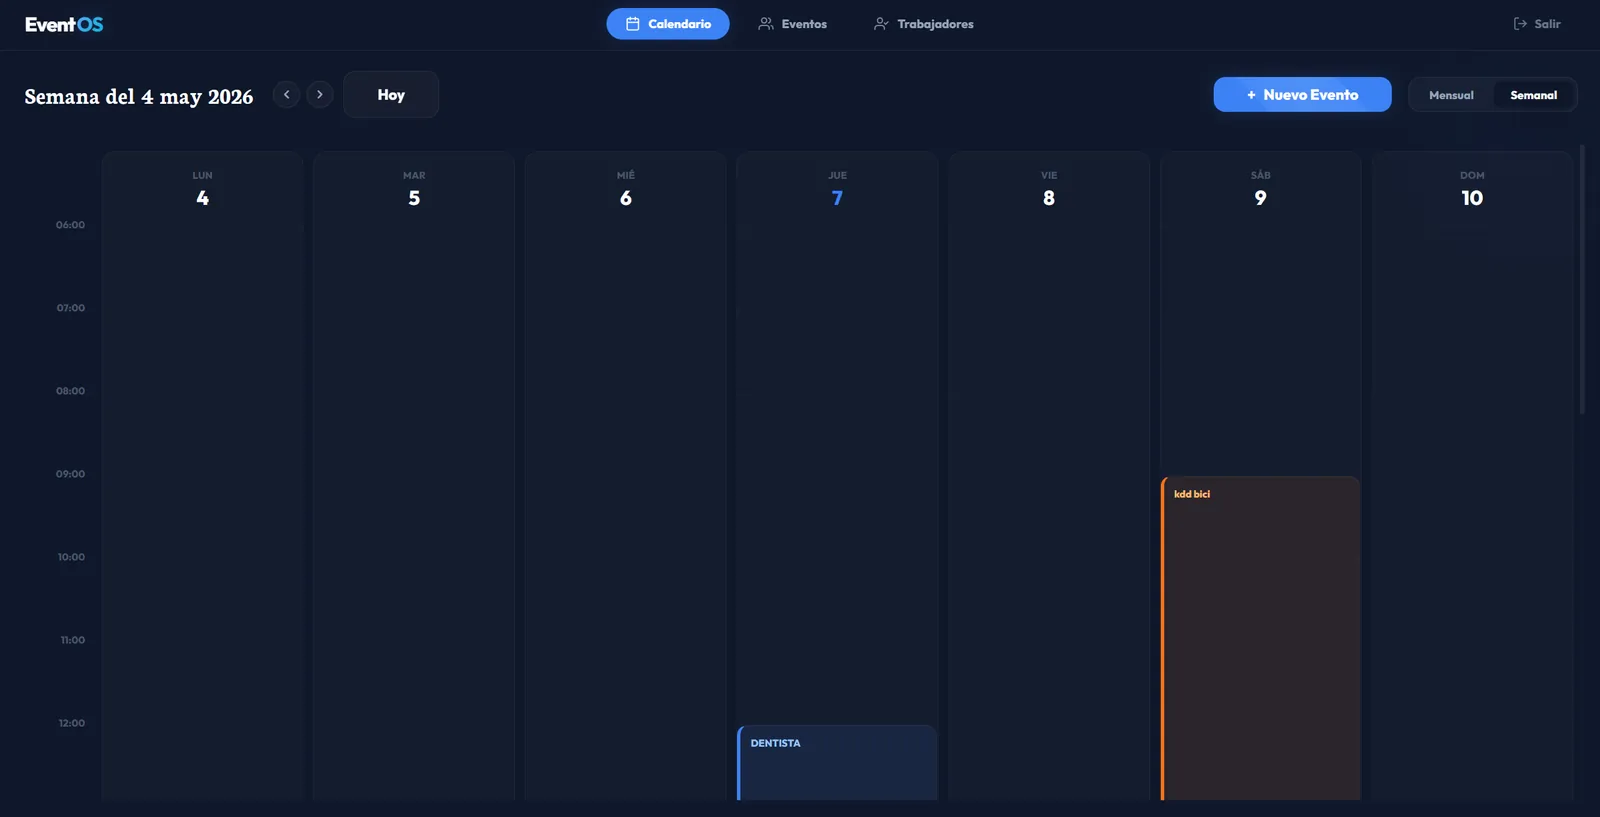 EventOS
Calendario
Eventos
Trabajadores
Salir
Semana del 4 may 2026
Hoy
+ Nuevo Evento
Mensual
Semanal
LUN
4
MAR
5
MIÉ
6
JUE
7
VIE
8
SÁB
9
DOM
10
06:00
07:00
08:00
09:00
kdd bici
10:00
11:00
12:00
DENTISTA